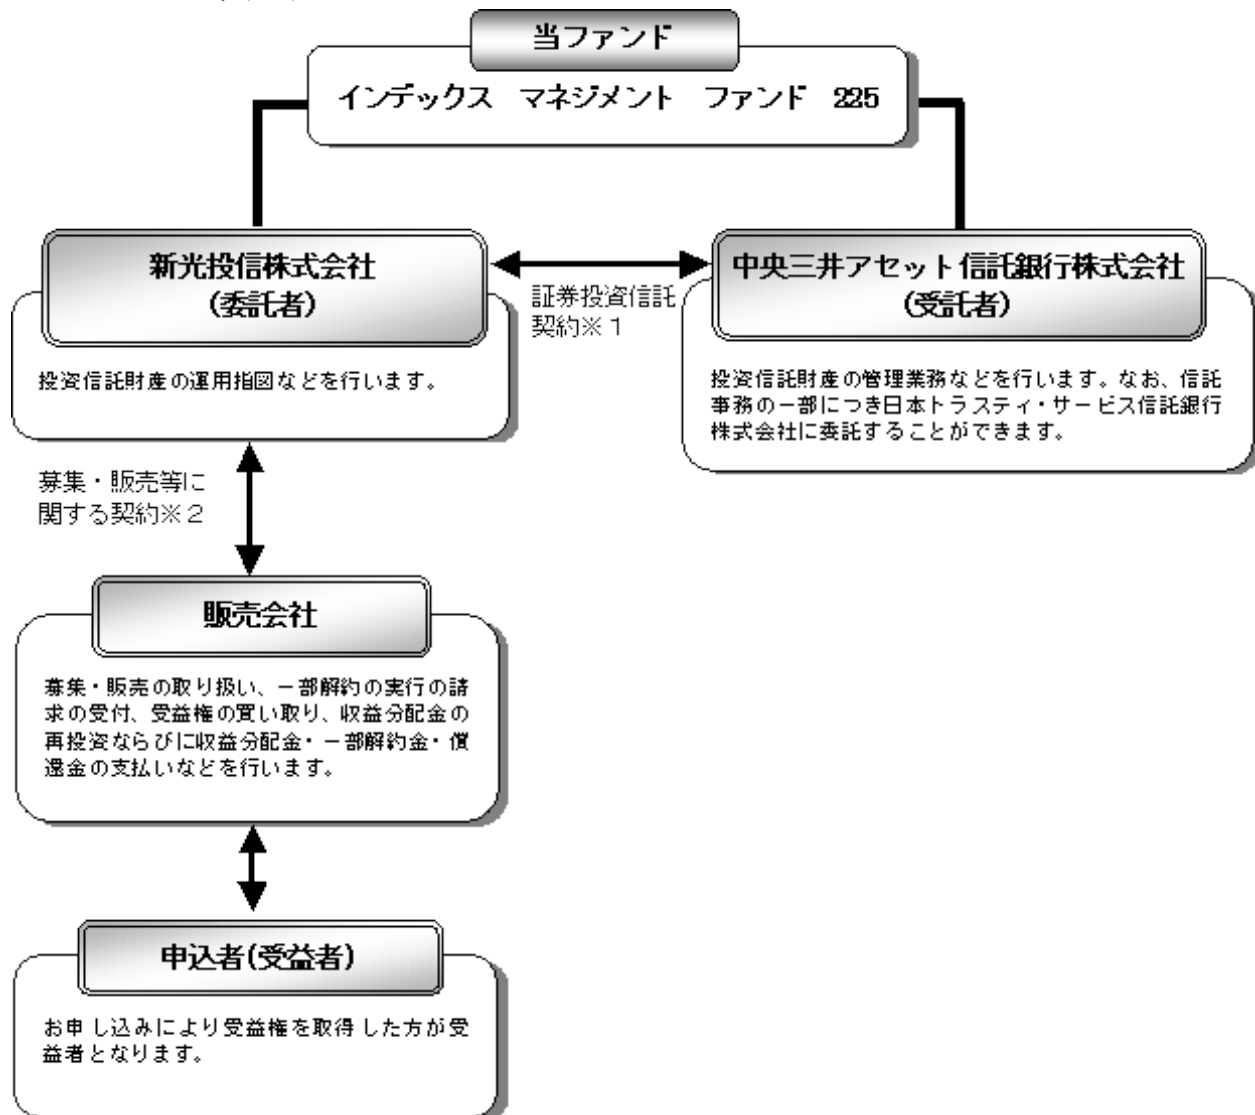 当ファンド
インデックス マネジメント ファンド 225
新光投信株式会社
(委託者)
投資信託財産の運用指図などを行います。
証券投資信託
契約※1
中央三井アセット信託銀行株式会社
(受託者)
投資信託財産の管理業務などを行います。なお、信託
事務の一部につき日本トラスティ・サービス信託銀行
株式会社に委託することができます。
募集・販売等に
関する契約※2
販売会社
募集・販売の取り扱い、一部解約の実行の請
求の受付、受益権の買い取り、収益分配金の
再投資ならびに収益分配金・一部解約金・償
還金の支払いなどを行います。
申込者(受益者)
お申し込みにより受益権を取得した方が受
益者となります。